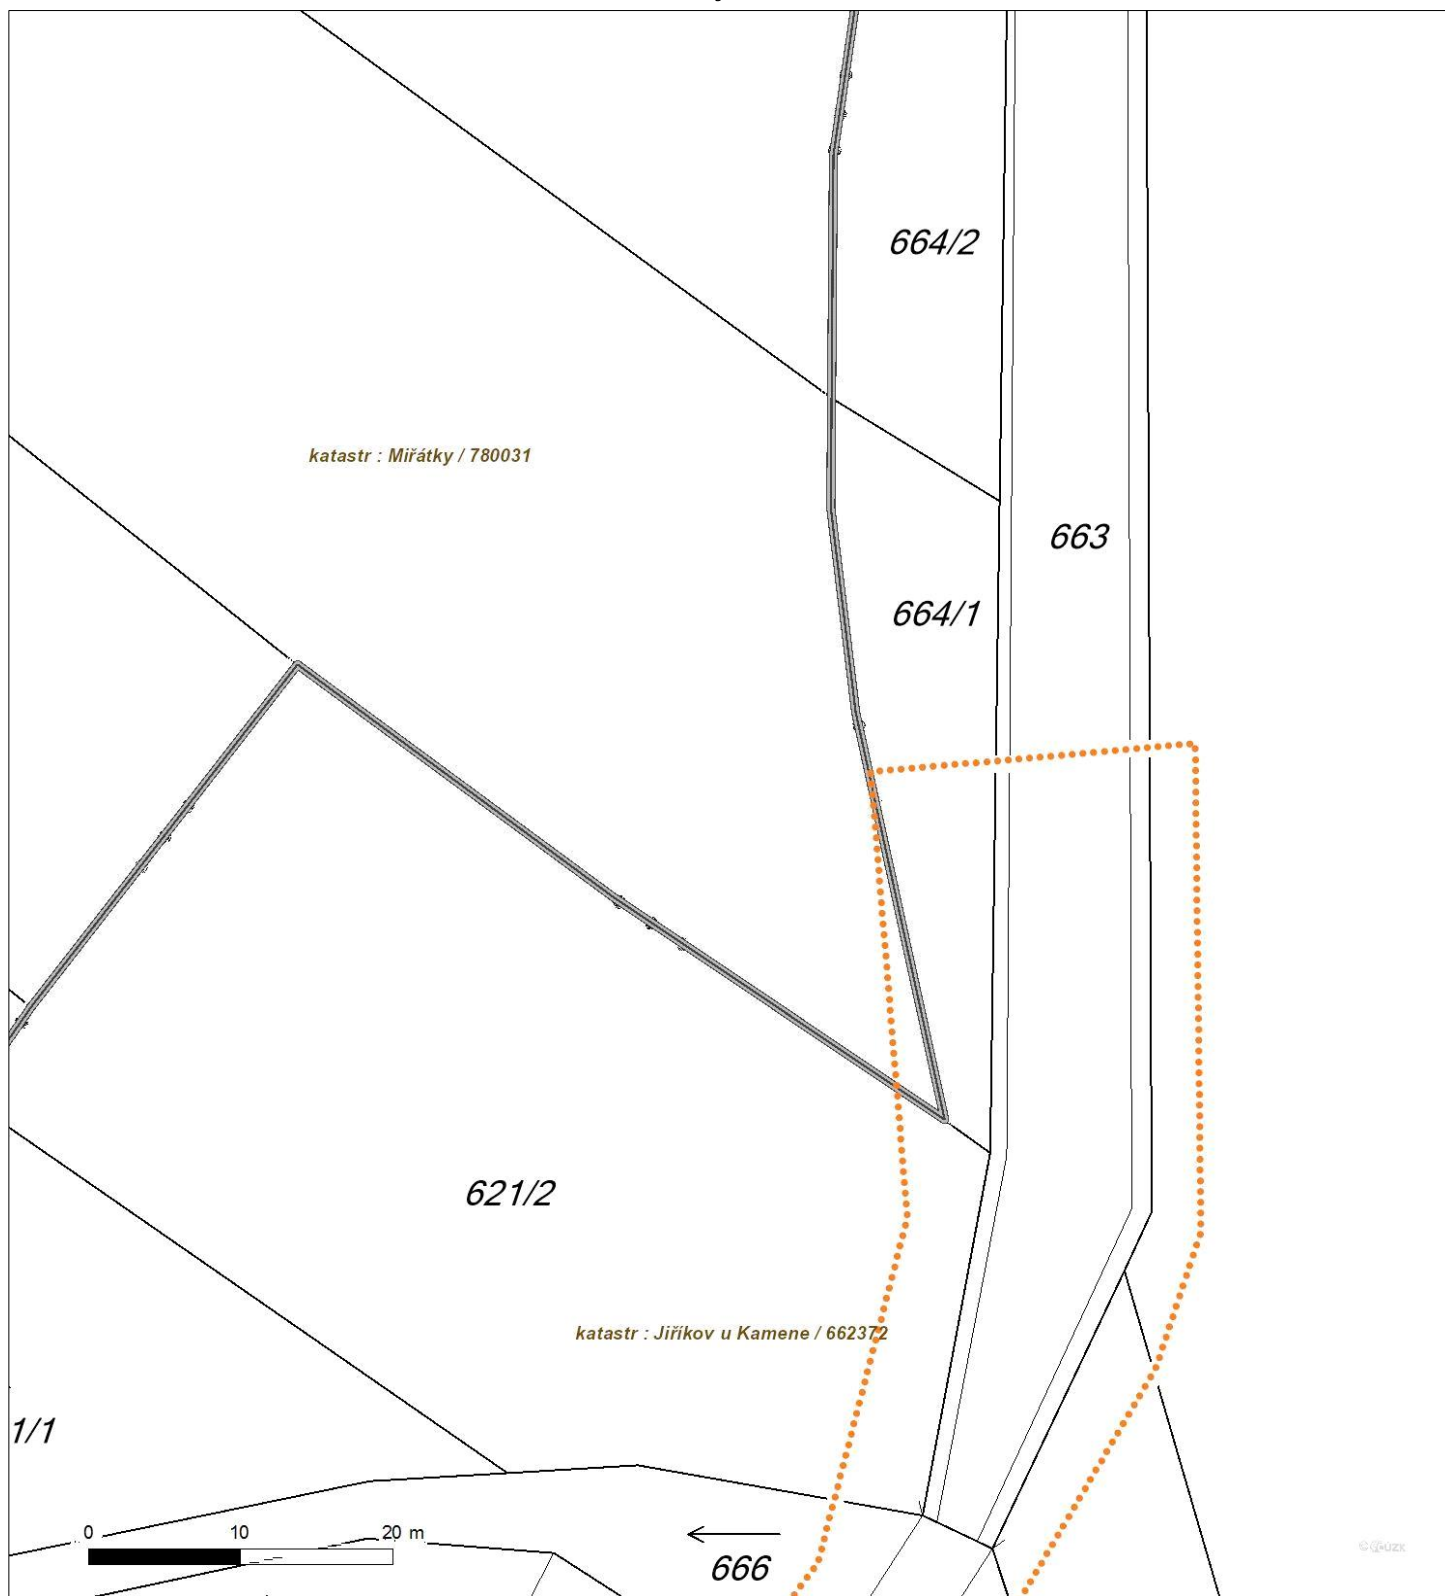 664/2
katastr : Miřátky / 780031
663
664/1
621/2
katastr : Jiříkov u Kamene / 662372
1/1
0 10 20 m
666